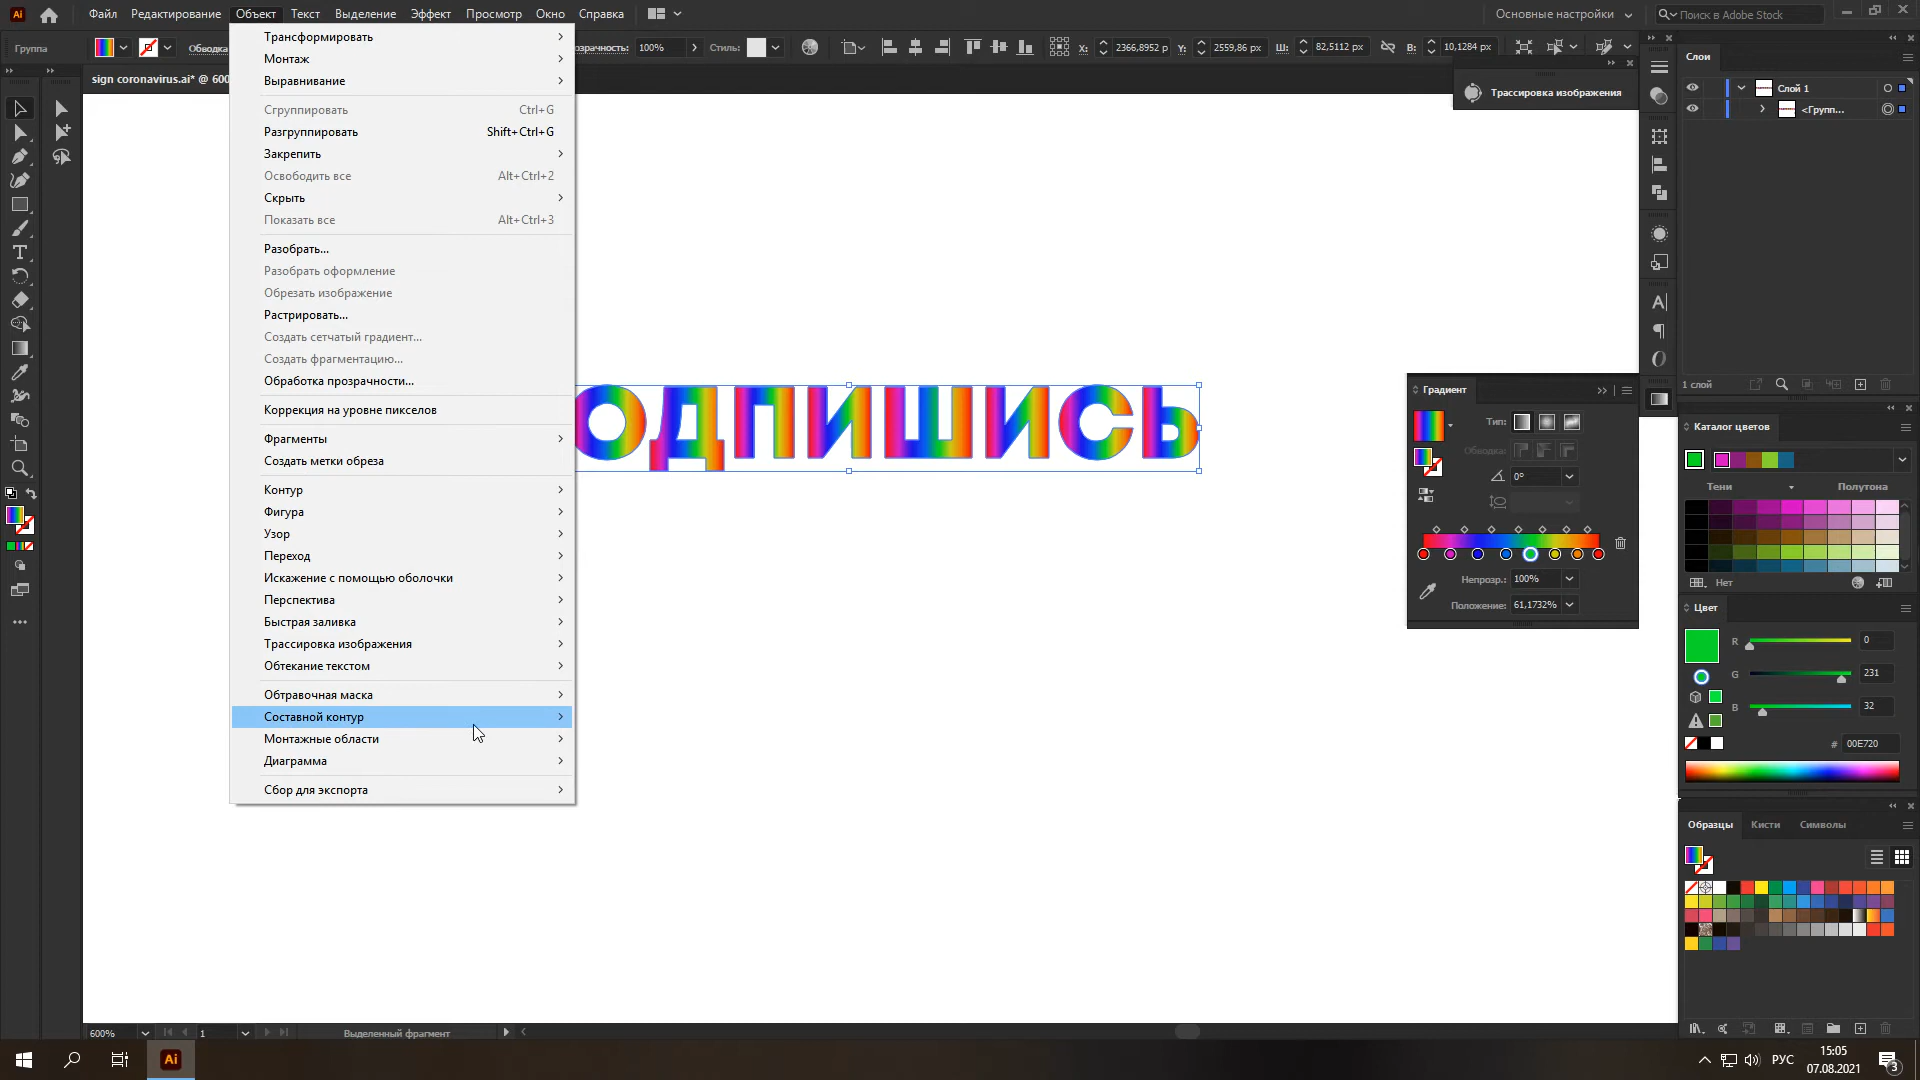 Ai Файл Редактирование Объект Текст Выделение Эффект Просмотр Окно Справка Основные настройки Поиск в Adobe Stock
Группа Обводка розрачность: 100% Стиль: X: 2366,8952 p Y: 2559,86 px Ш: 82,5112 px В: 10,1284 px
sign coronavirus.ai* @ 600
Трансформировать
Монтаж
Выравнивание
Сгруппировать Ctrl+G
Разгруппировать Shift+Ctrl+G
Закрепить
Освободить все Alt+Ctrl+2
Скрыть
Показать все Alt+Ctrl+3
Разобрать...
Разобрать оформление
Обрезать изображение
Растрировать...
Создать сетчатый градиент...
Создать фрагментацию...
Обработка прозрачности...
Коррекция на уровне пикселов
Фрагменты
Создать метки обреза
Контур
Фигура
Узор
Переход
Искажение с помощью оболочки
Перспектива
Быстрая заливка
Трассировка изображения
Обтекание текстом
Обтравочная маска
Составной контур
Монтажные области
Диаграмма
Сбор для экспорта
одпишись
Трассировка изображения
Слои
Слой 1
<Групп...
1 слой
Градиент
Тип:
Обводка:
0°
Непрозр.: 100%
Положение: 61,1732%
Каталог цветов
Тени Полутона
Нет
Цвет
R 0
G 231
B 32
# 00E720
Образцы Кисти Символы
600% 1 Выделенный фрагмент
Ai РУС 15:05
07.08.2021
3